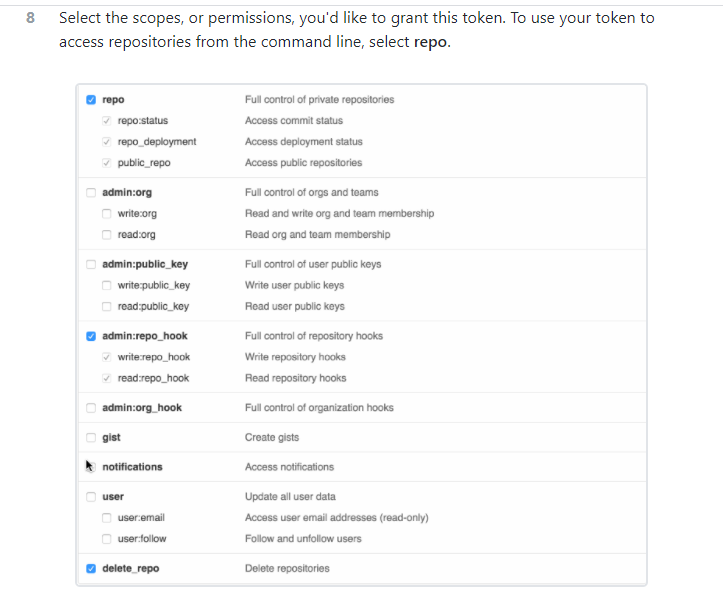 8 Select the scopes, or permissions, you'd like to grant this token. To use your token to
access repositories from the command line, select repo.
repo Full control of private repositories
repo:status Access commit status
repo_deployment Access deployment status
public_repo Access public repositories
admin:org Full control of orgs and teams
write:org Read and write org and team membership
read:org Read org and team membership
admin:public_key Full control of user public keys
write:public_key Write user public keys
read:public_key Read user public keys
admin:repo_hook Full control of repository hooks
write:repo_hook Write repository hooks
read:repo_hook Read repository hooks
admin:org_hook Full control of organization hooks
gist Create gists
notifications Access notifications
user Update all user data
user:email Access user email addresses (read-only)
user:follow Follow and unfollow users
delete_repo Delete repositories